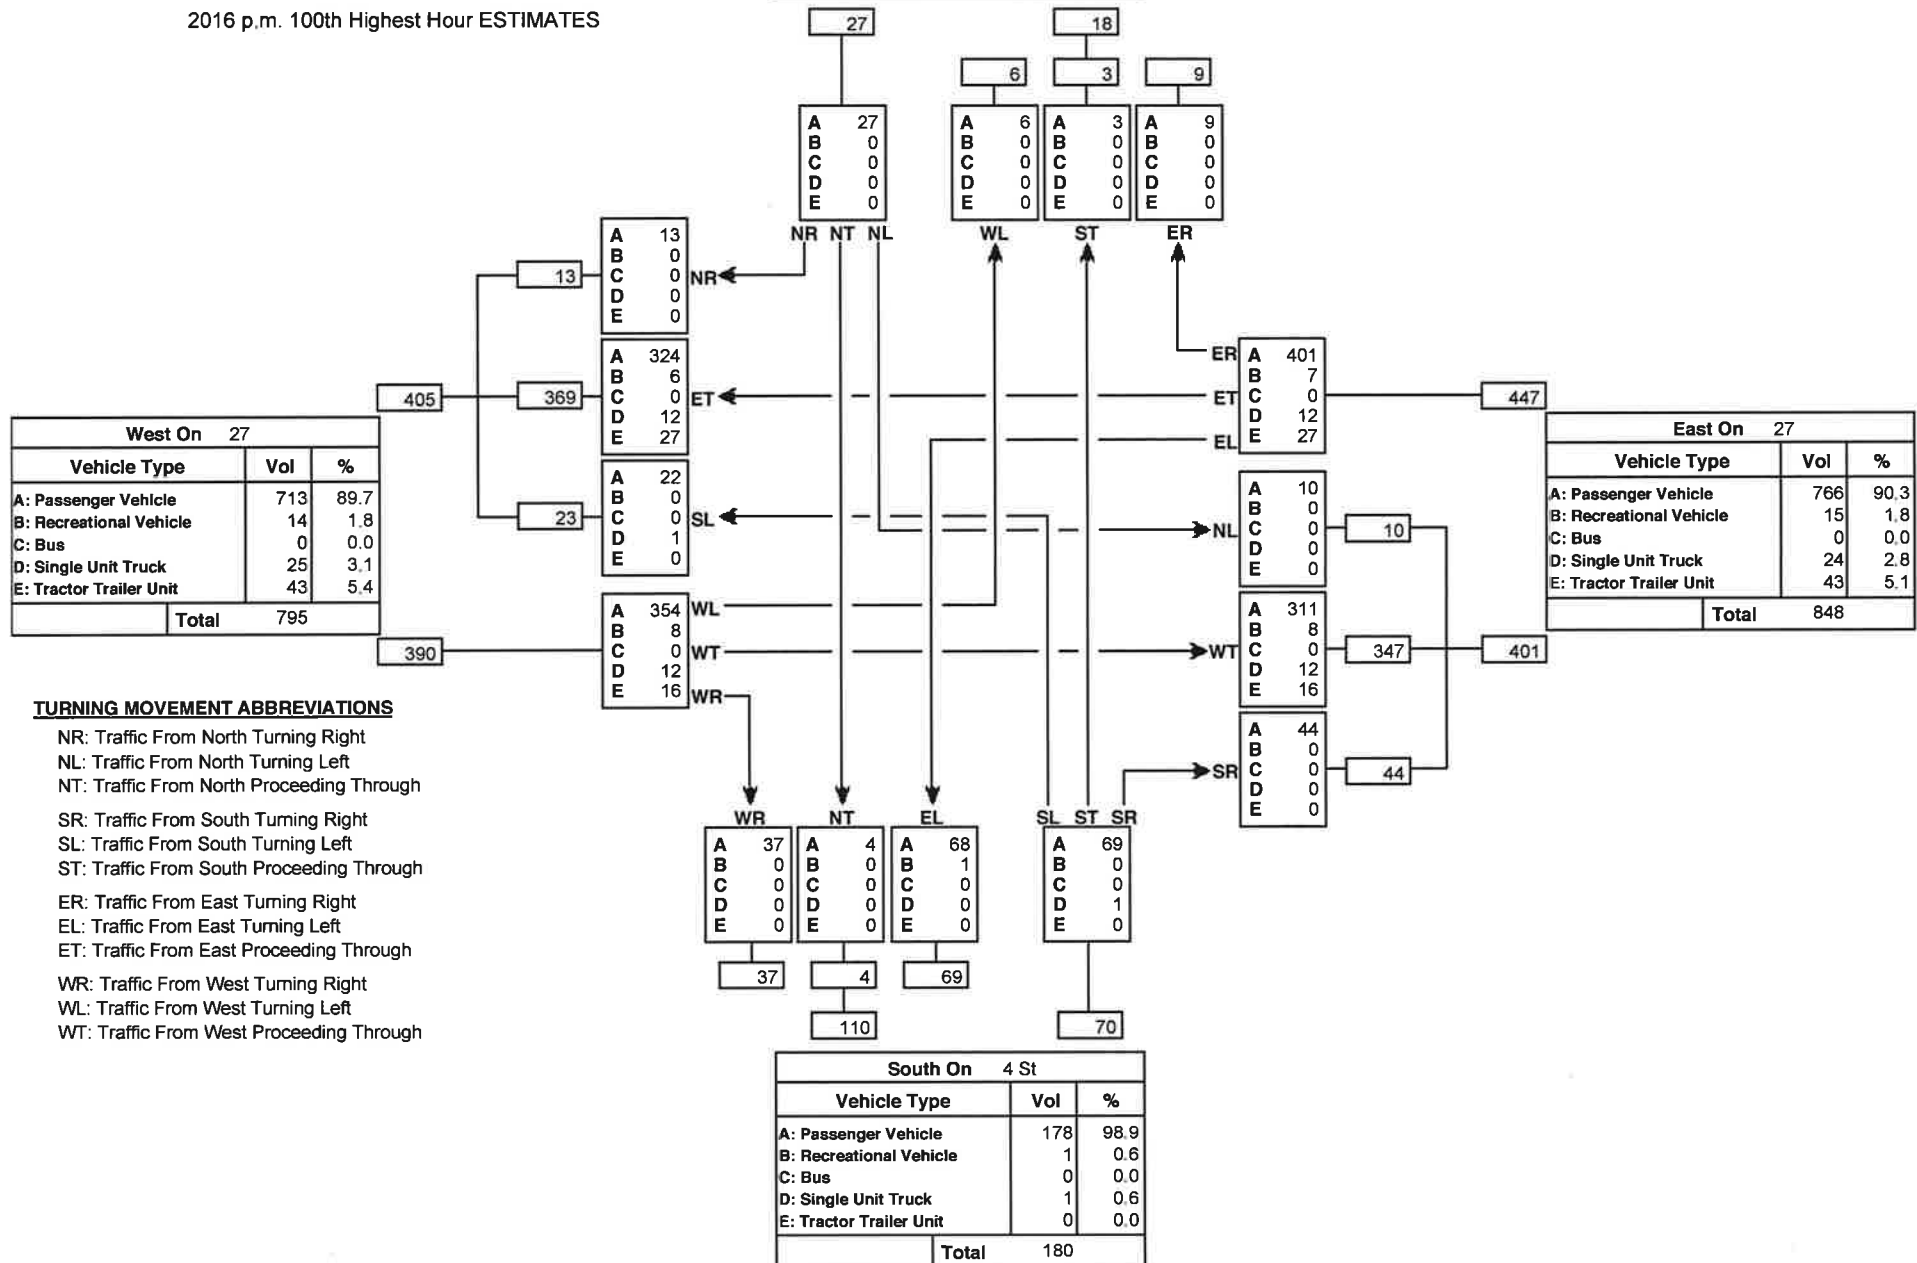 2016 p.m. 100th Highest Hour ESTIMATES
27
18
6 3 9
A 27
B 0
C 0
D 0
E 0
A 6
B 0
C 0
D 0
E 0
A 3
B 0
C 0
D 0
E 0
A 9
B 0
C 0
D 0
E 0
NR NT NL
WL
ST
ER
13
A 13
B 0
C 0
D 0
E 0
NR
405
369
A 324
B 6
C 0
D 12
E 27
ET
23
A 22
B 0
C 0
D 1
E 0
SL
ER
ET
EL
A 401
B 7
C 0
D 12
E 27
447
West On 27
Vehicle Type Vol %
A: Passenger Vehicle 713 89.7
B: Recreational Vehicle 14 1.8
C: Bus 0 0.0
D: Single Unit Truck 25 3.1
E: Tractor Trailer Unit 43 5.4
Total 795
East On 27
Vehicle Type Vol %
A: Passenger Vehicle 766 90.3
B: Recreational Vehicle 15 1.8
C: Bus 0 0.0
D: Single Unit Truck 24 2.8
E: Tractor Trailer Unit 43 5.1
Total 848
NL
A 10
B 0
C 0
D 0
E 0
10
390
A 354
B 8
C 0
D 12
E 16
WL
WT
WR
WT
A 311
B 8
C 0
D 12
E 16
347
401
SR
A 44
B 0
C 0
D 0
E 0
44
TURNING MOVEMENT ABBREVIATIONS
NR: Traffic From North Turning Right
NL: Traffic From North Turning Left
NT: Traffic From North Proceeding Through
SR: Traffic From South Turning Right
SL: Traffic From South Turning Left
ST: Traffic From South Proceeding Through
ER: Traffic From East Turning Right
EL: Traffic From East Turning Left
ET: Traffic From East Proceeding Through
WR: Traffic From West Turning Right
WL: Traffic From West Turning Left
WT: Traffic From West Proceeding Through
WR
NT
EL
SL ST SR
A 37
B 0
C 0
D 0
E 0
A 4
B 0
C 0
D 0
E 0
A 68
B 1
C 0
D 0
E 0
A 69
B 0
C 0
D 1
E 0
37 4 69
110
70
South On 4 St
Vehicle Type Vol %
A: Passenger Vehicle 178 98.9
B: Recreational Vehicle 1 0.6
C: Bus 0 0.0
D: Single Unit Truck 1 0.6
E: Tractor Trailer Unit 0 0.0
Total 180